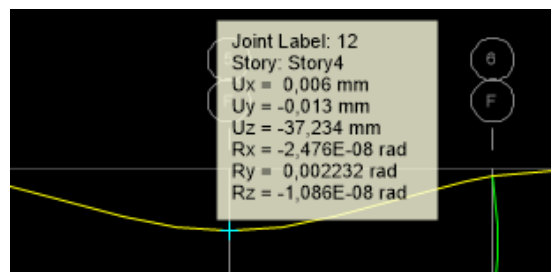 Joint Label: 12
Story: Story4
Ux = 0,006 mm
Uy = -0,013 mm
Uz = -37,234 mm
Rx = -2,476E-08 rad
Ry = 0,002232 rad
Rz = -1,086E-08 rad
6
F